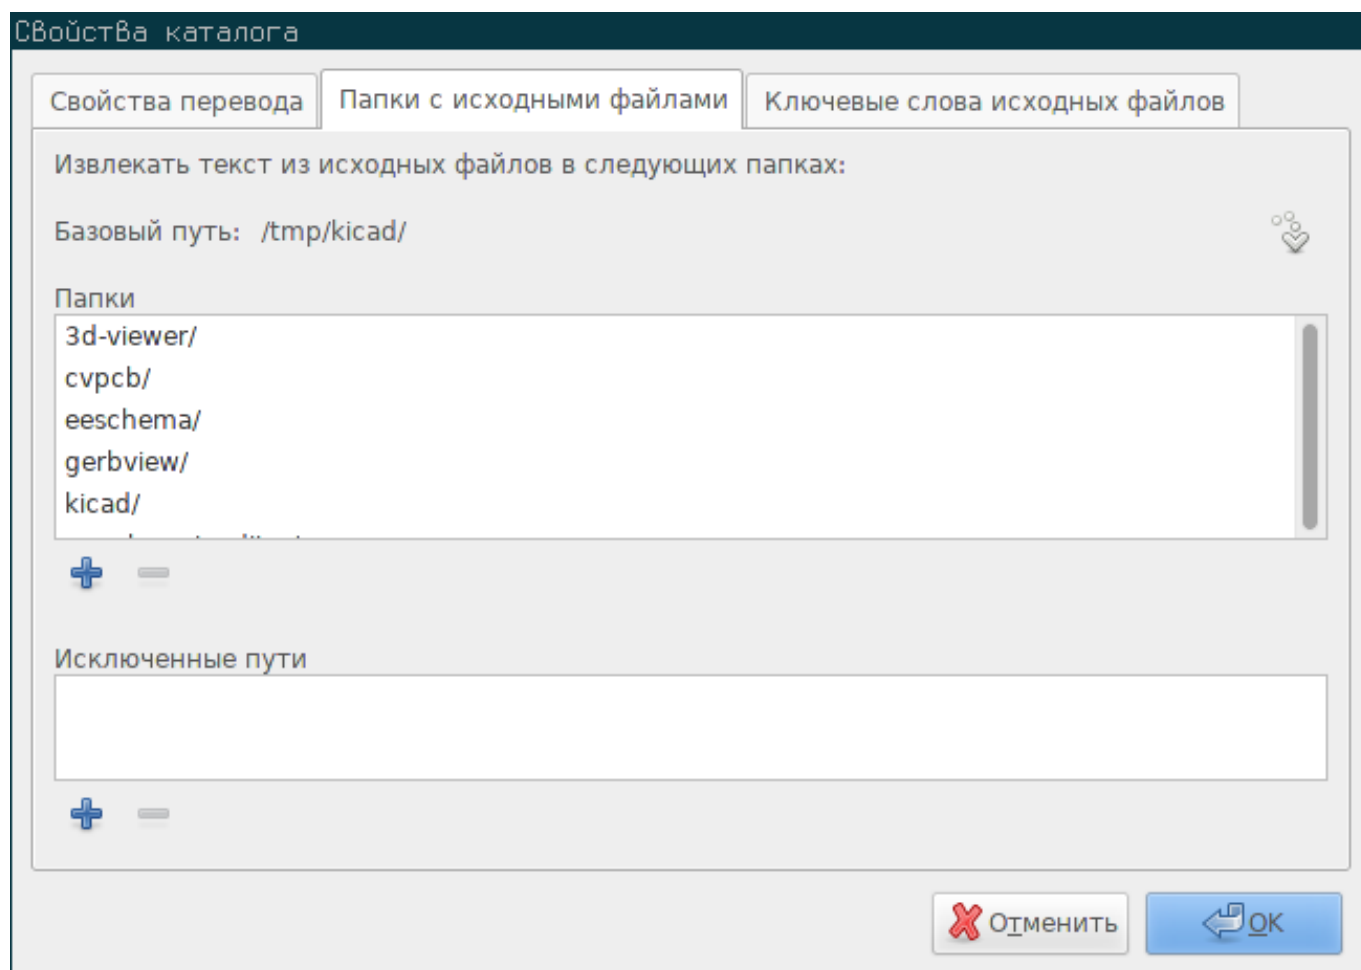 Свойства каталога
Свойства перевода
Папки с исходными файлами
Ключевые слова исходных файлов
Извлекать текст из исходных файлов в следующих папках:
Базовый путь: /tmp/kicad/
Папки
3d-viewer/
cvpcb/
eeschema/
gerbview/
kicad/
Исключенные пути
Отменить
OK